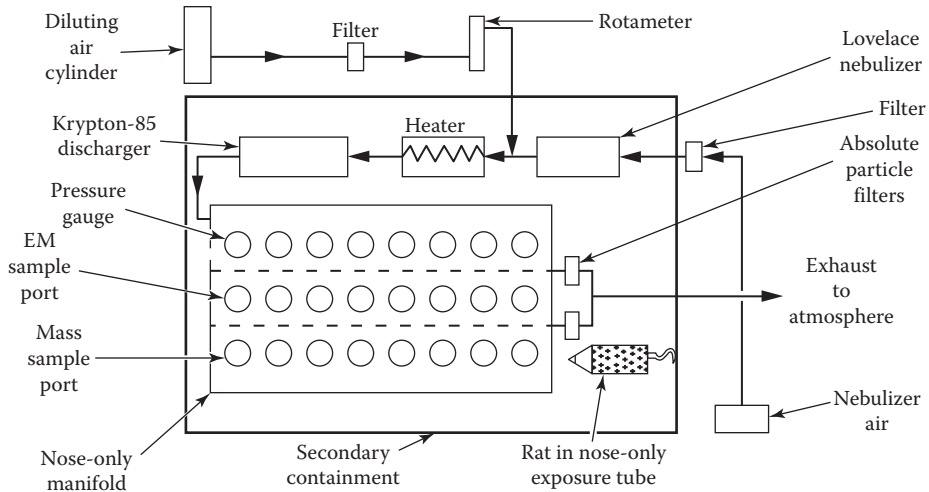 Diluting
air
cylinder
Filter
Rotameter
Lovelace
nebulizer
Filter
Krypton-85
discharger
Heater
Absolute
particle
filters
Pressure
gauge
EM
sample
port
Exhaust
to
atmosphere
Mass
sample
port
Nebulizer
air
Nose-only
manifold
Secondary
containment
Rat in nose-only
exposure tube